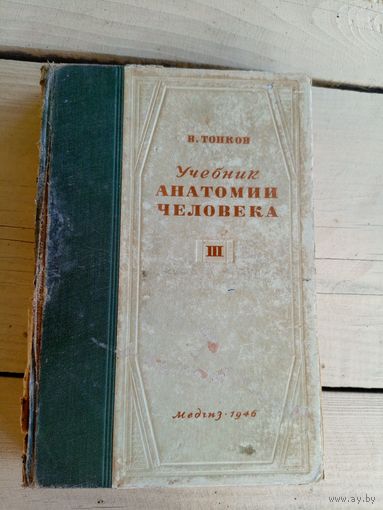 В. ТОНКОВ
Учебник
АНАТОМИИ
ЧЕЛОВЕКА
III
Медгиз · 1946
www.ay.by